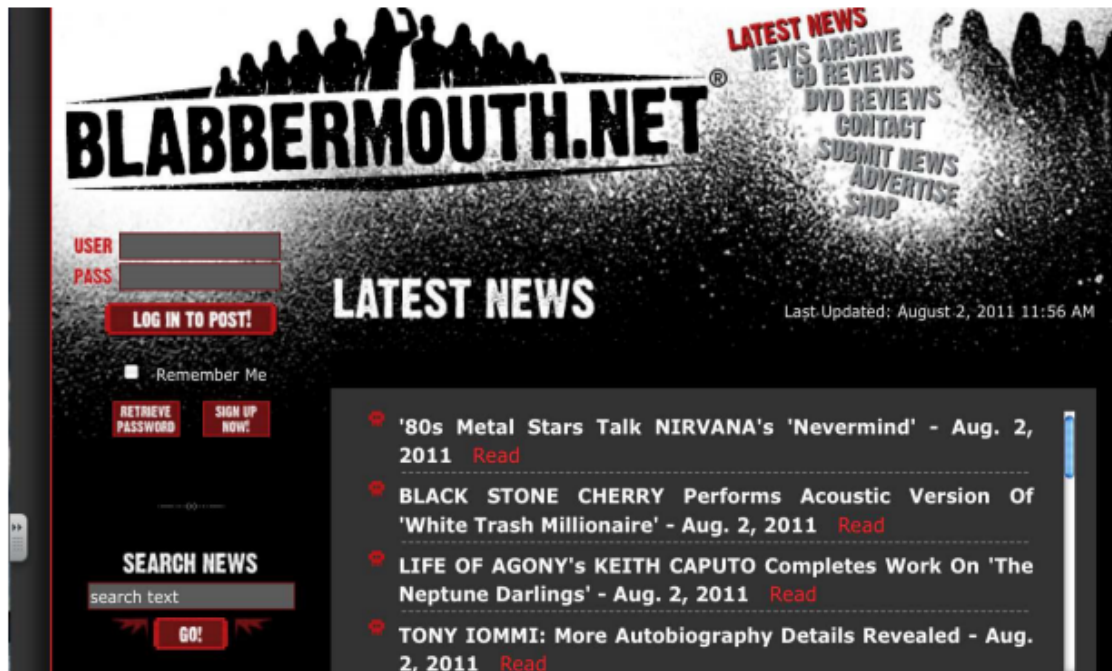 BLABBERMOUTH.NET®
LATEST NEWS
NEWS ARCHIVE
CD REVIEWS
DVD REVIEWS
CONTACT
SUBMIT NEWS
ADVERTISE
SHOP
USER
PASS
LOG IN TO POST!
Remember Me
RETRIEVE PASSWORD
SIGN UP NOW!
SEARCH NEWS
search text
GO!
LATEST NEWS
Last Updated: August 2, 2011 11:56 AM
'80s Metal Stars Talk NIRVANA's 'Nevermind' - Aug. 2,
2011 Read
BLACK STONE CHERRY Performs Acoustic Version Of
'White Trash Millionaire' - Aug. 2, 2011 Read
LIFE OF AGONY's KEITH CAPUTO Completes Work On 'The
Neptune Darlings' - Aug. 2, 2011 Read
TONY IOMMI: More Autobiography Details Revealed - Aug.
2, 2011 Read